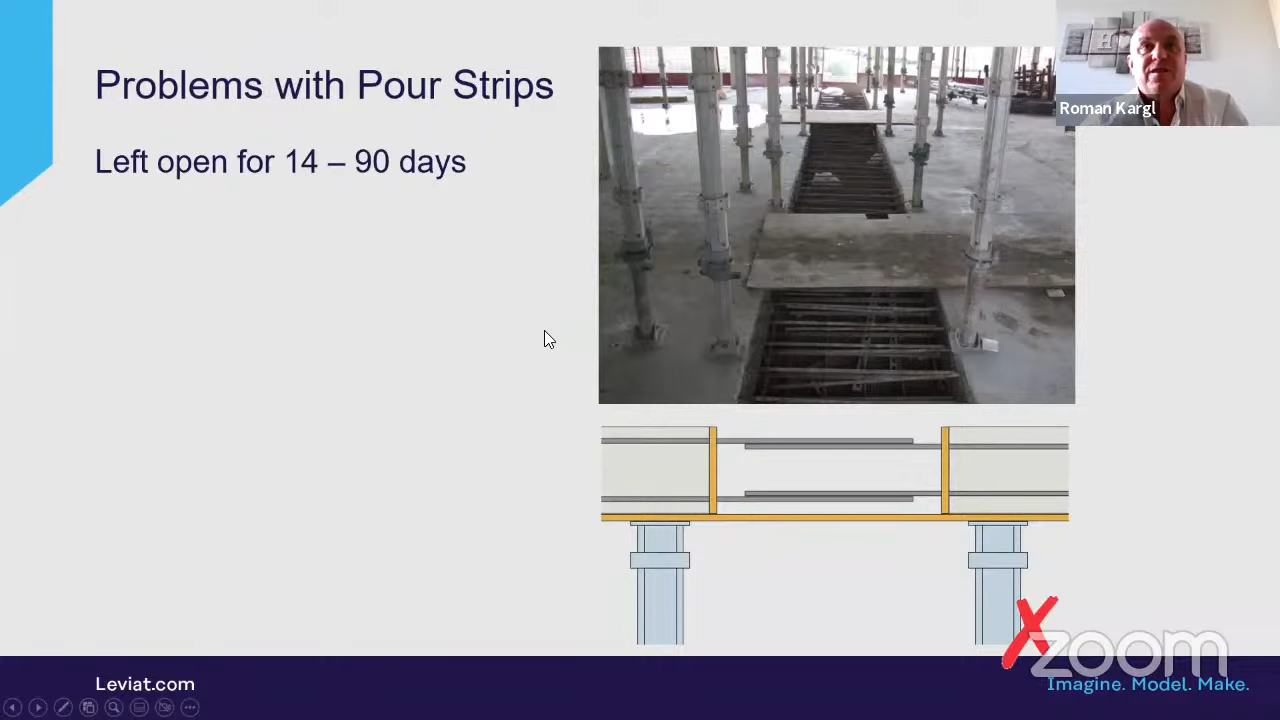 Problems with Pour Strips
Left open for 14 – 90 days
Roman Kargl
zoom
Leviat.com
Imagine. Model. Make.